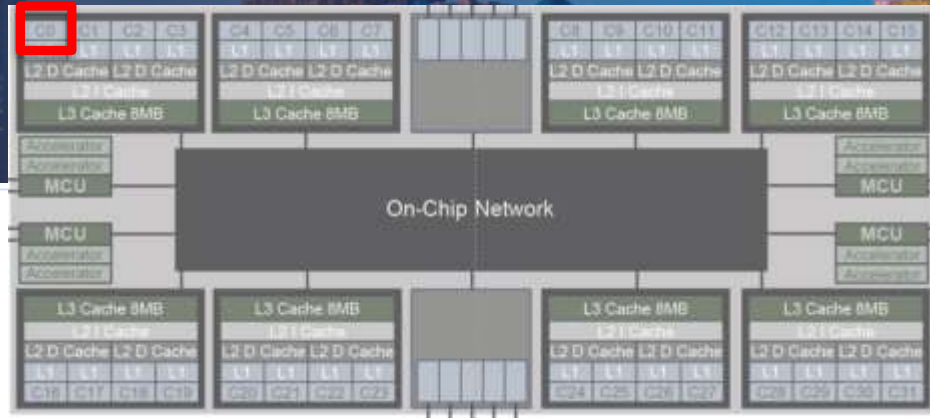 C0 C1 C2 C3 C4 C5 C6 C7 C8 C9 C10 C11 C12 C13 C14 C15
L1 L1 L1 L1 L1 L1 L1 L1 L1 L1 L1 L1 L1 L1 L1
L2 D Cache L2 D Cache L2 D Cache L2 D Cache L2 D Cache L2 D Cache L2 D Cache L2 D Cache
L2 I Cache L2 I Cache L2 I Cache L2 I Cache
L3 Cache 8MB L3 Cache 8MB L3 Cache 8MB L3 Cache 8MB
Accelerator Accelerator
Accelerator Accelerator
MCU MCU
On-Chip Network
MCU MCU
Accelerator Accelerator
Accelerator Accelerator
L3 Cache 8MB L3 Cache 8MB L3 Cache 8MB L3 Cache 8MB
L2 I Cache L2 I Cache L2 I Cache L2 I Cache
L2 D Cache L2 D Cache L2 D Cache L2 D Cache L2 D Cache L2 D Cache L2 D Cache L2 D Cache
L1 L1 L1 L1 L1 L1 L1 L1 L1 L1 L1 L1 L1 L1 L1 L1
C16 C17 C18 C19 C20 C21 C22 C23 C24 C25 C26 C27 C28 C29 C30 C31